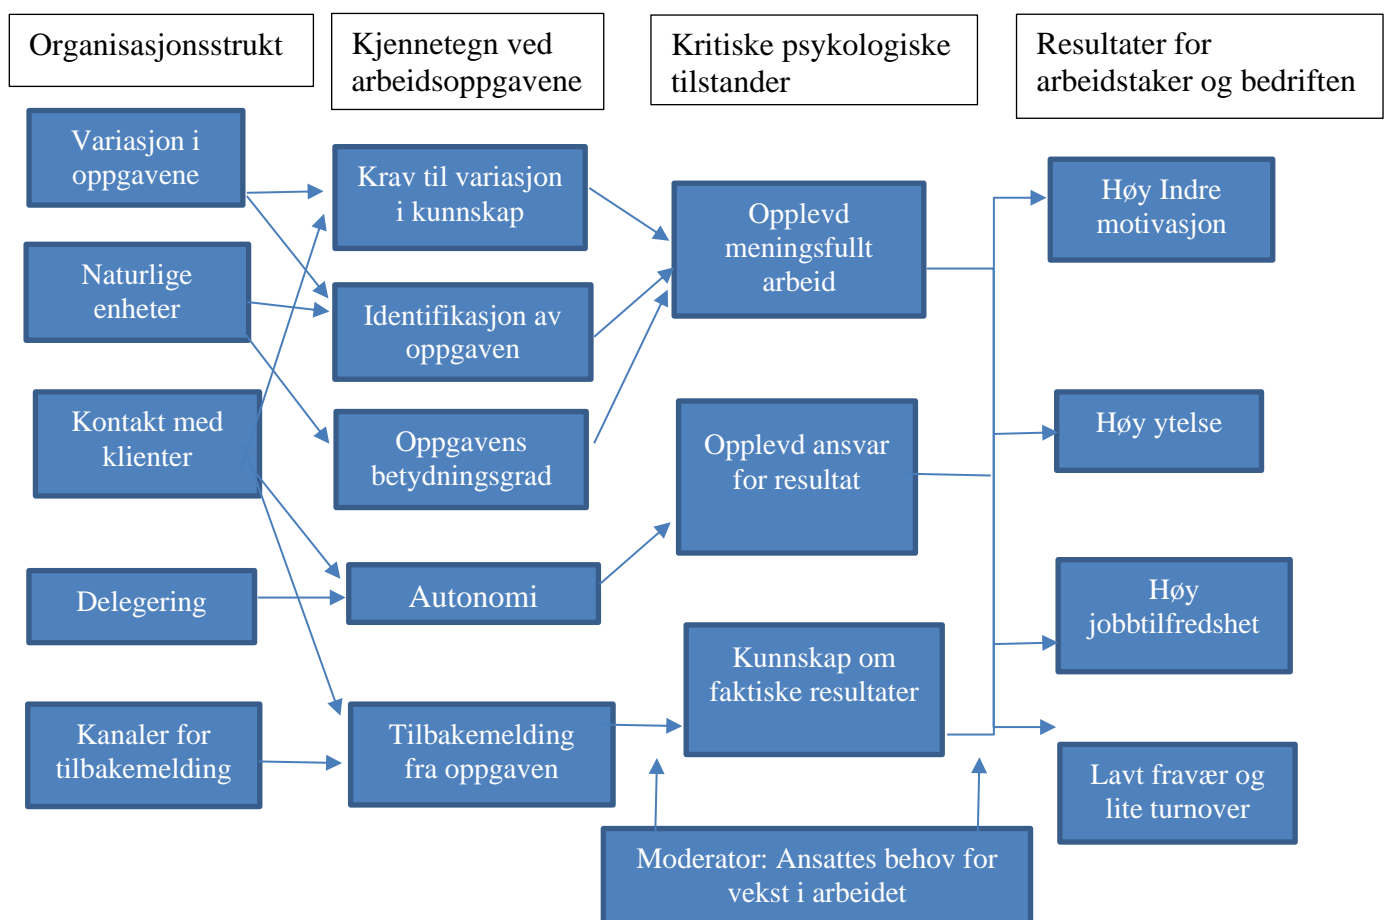 Organisasjonsstrukt
Kjennetegn ved
arbeidsoppgavene
Kritiske psykologiske
tilstander
Resultater for
arbeidstaker og bedriften
Variasjon i
oppgavene
Naturlige
enheter
Kontakt med
klienter
Delegering
Kanaler for
tilbakemelding
Krav til variasjon
i kunnskap
Identifikasjon av
oppgaven
Oppgavens
betydningsgrad
Autonomi
Tilbakemelding
fra oppgaven
Opplevd
meningsfullt
arbeid
Opplevd ansvar
for resultat
Kunnskap om
faktiske resultater
Moderator: Ansattes behov for
vekst i arbeidet
Høy Indre
motivasjon
Høy ytelse
Høy
jobbtilfredshet
Lavt fravær og
lite turnover